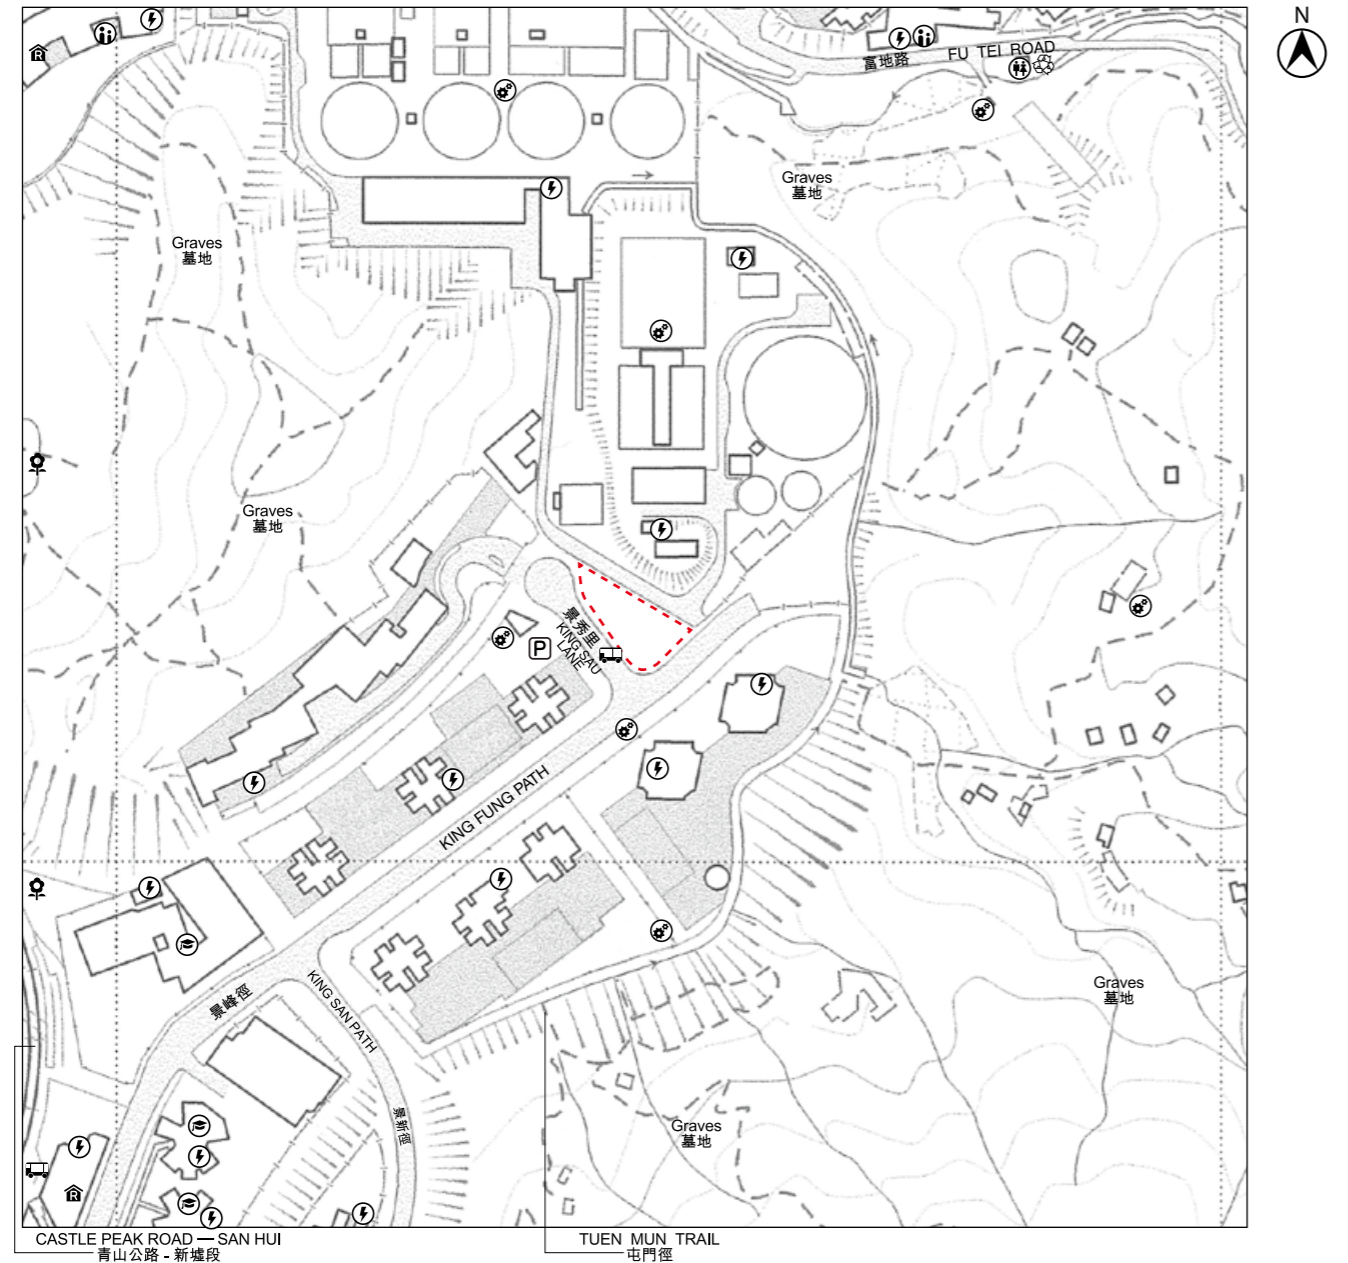 N
FU TEI ROAD
富地路
Graves
墓地
Graves
墓地
Graves
墓地
景秀里
KING SAU
LANE
P
KING FUNG PATH
景峰徑
KING SAN PATH
景新徑
Graves
墓地
Graves
墓地
R
R
CASTLE PEAK ROAD — SAN HUI
青山公路 - 新墟段
TUEN MUN TRAIL
屯門徑